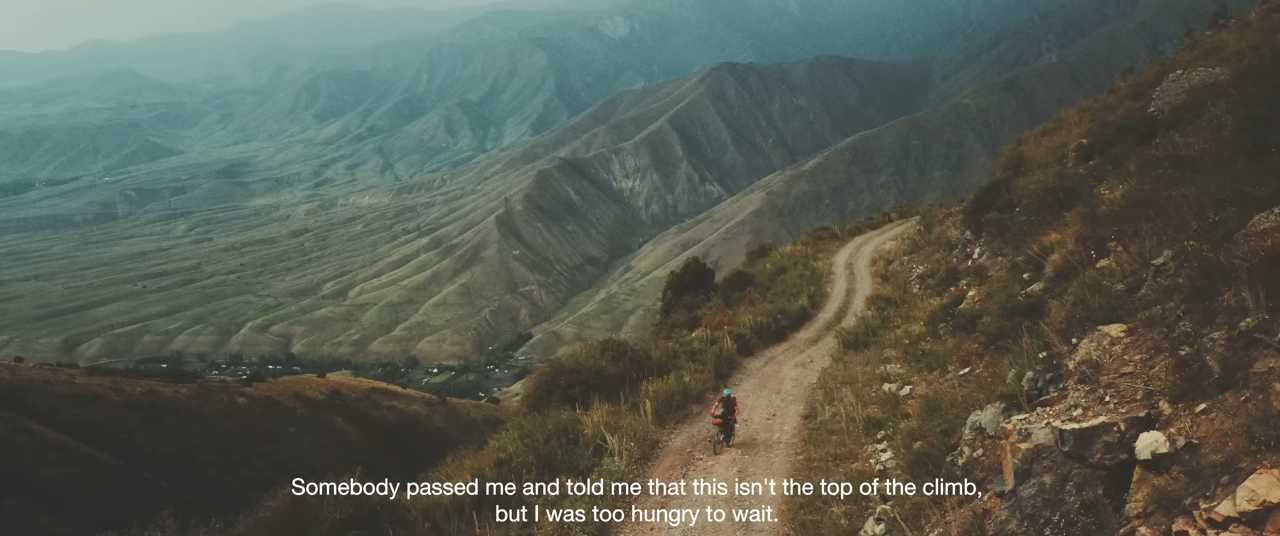 Somebody passed me and told me that this isn't the top of the climb,
but I was too hungry to wait.